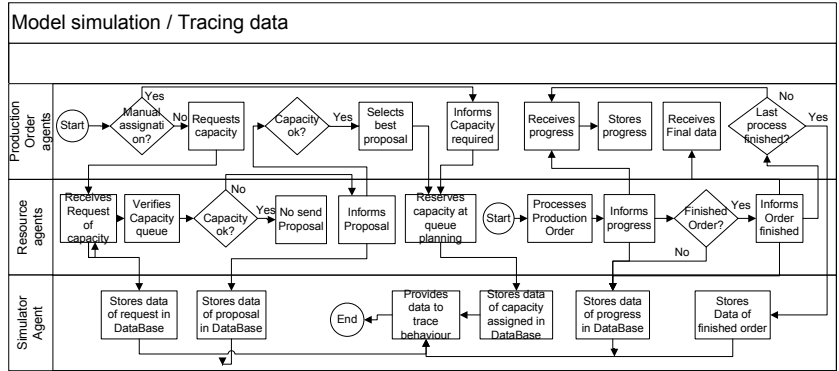 Model simulation / Tracing data
Production
Order
agents
Start
Manual
assignati
on?
Yes
No
Requests
capacity
Capacity
ok?
Yes
Selects
best
proposal
Informs
Capacity
required
Receives
progress
Stores
progress
Receives
Final data
No
Last
process
finished?
Yes
Resource
agents
Receives
Request
of
capacity
Verifies
Capacity
queue
No
Capacity
ok?
Yes
No send
Proposal
Informs
Proposal
Reserves
capacity at
queue
planning
Start
Processes
Production
Order
Informs
progress
Finished
Order?
Yes
No
Informs
Order
finished
Simulator
Agent
Stores data
of request in
DataBase
Stores data
of proposal
in DataBase
End
Provides
data to
trace
behaviour
Stores data
of capacity
assigned in
DataBase
Stores data
of progress
in DataBase
Stores
Data of
finished order